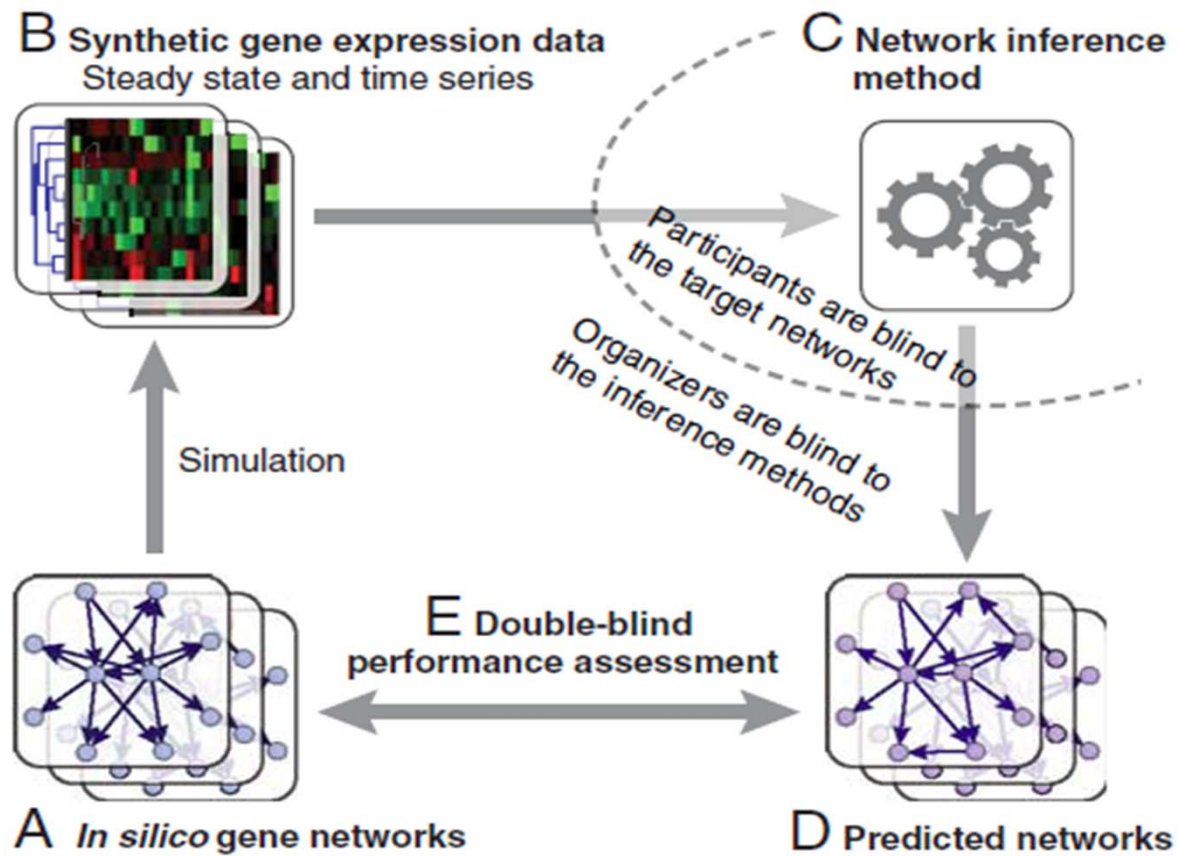 B Synthetic gene expression data
Steady state and time series
C Network inference
method
Participants are blind to
the target networks
Organizers are blind to
the inference methods
Simulation
E Double-blind
performance assessment
A In silico gene networks
D Predicted networks